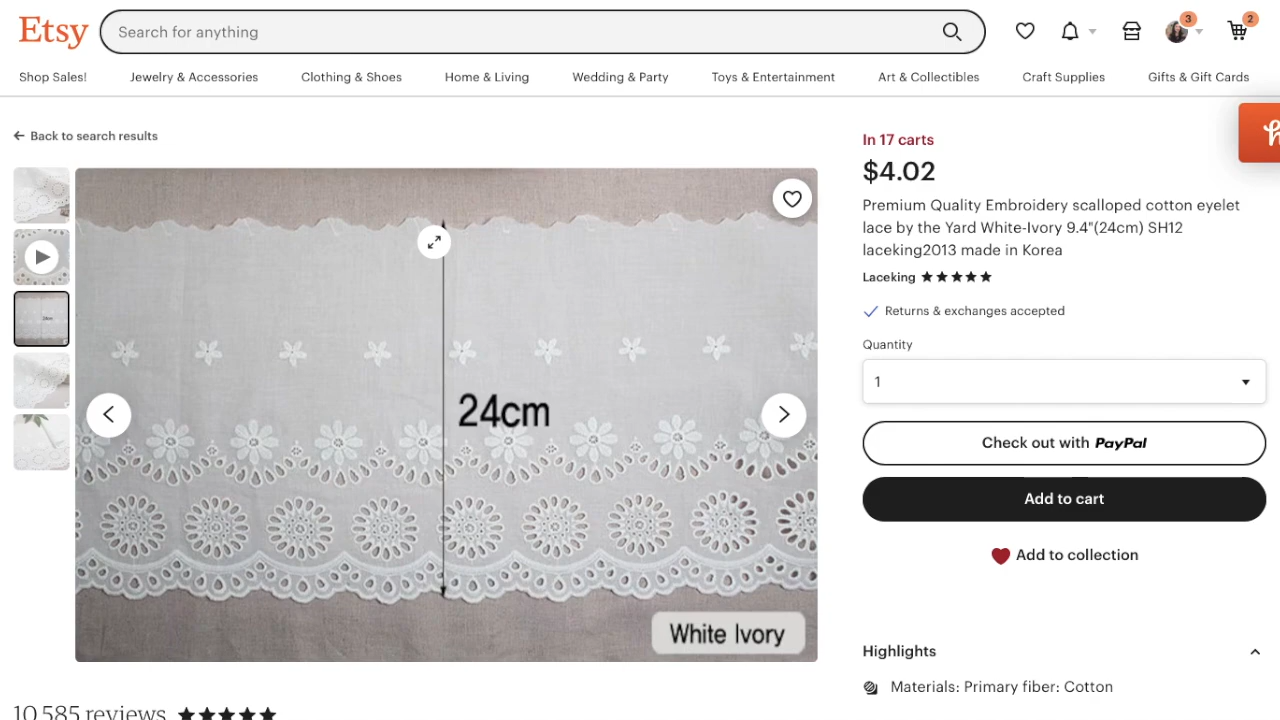 Etsy
Search for anything
3
2
Shop Sales!
Jewelry & Accessories
Clothing & Shoes
Home & Living
Wedding & Party
Toys & Entertainment
Art & Collectibles
Craft Supplies
Gifts & Gift Cards
Back to search results
In 17 carts
$4.02
Premium Quality Embroidery scalloped cotton eyelet
lace by the Yard White-Ivory 9.4"(24cm) SH12
laceking2013 made in Korea
Laceking
Returns & exchanges accepted
Quantity
1
Check out with PayPal
Add to cart
Add to collection
Highlights
Materials: Primary fiber: Cotton
24cm
White Ivory
10,585 reviews